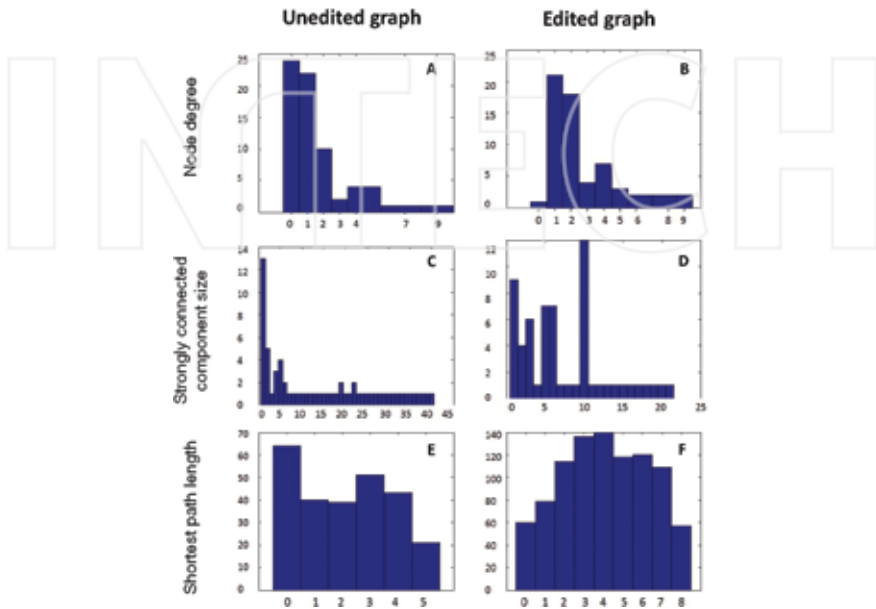 Unedited graph
Edited graph
INTECH
Node degree
A
25
20
15
10
5
0
0 1 2 3 4 7 9
B
25
20
15
10
5
0
0 1 2 3 4 5 6 8 9
Strongly connected
component size
C
14
12
10
8
6
4
2
0
0 5 10 15 20 25 30 35 40 45
D
12
10
8
6
4
2
0
0 5 10 15 20 25
Shortest path length
E
70
60
50
40
30
20
10
0
0 1 2 3 4 5
F
140
120
100
80
60
40
20
0
0 1 2 3 4 5 6 7 8